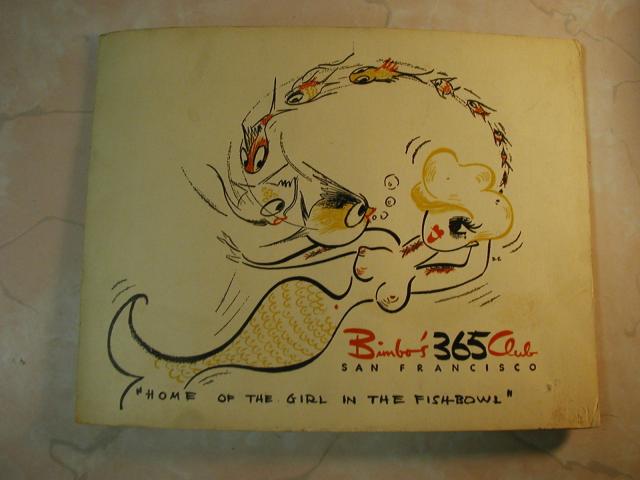 Bimbo's 365 Club
SAN FRANCISCO
"HOME OF THE GIRL IN THE FISH-BOWL"